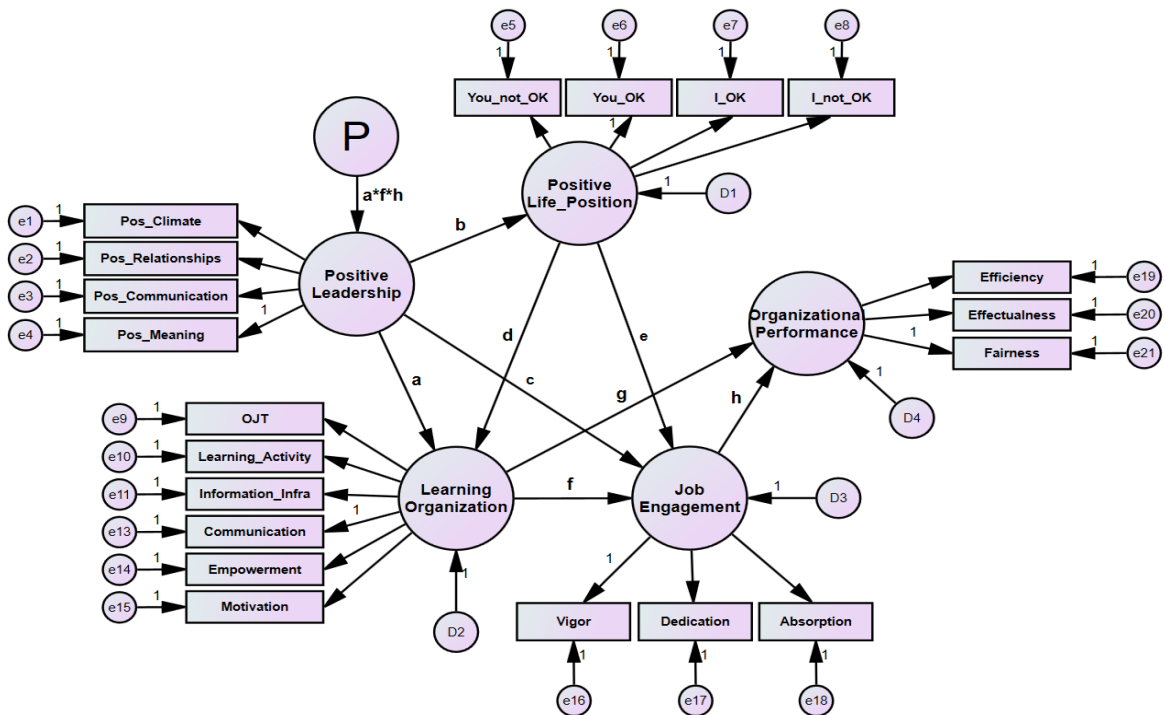 e5
e6
e7
e8
1
1
1
1
You_not_OK
You_OK
I_OK
I_not_OK
1
P
a*f*h
Positive
Life_Position
1
D1
e1
1
Pos_Climate
e2
1
Pos_Relationships
e3
1
Pos_Communication
e4
1
Pos_Meaning
1
Positive
Leadership
b
a
c
d
e
g
h
f
Organizational
Performance
Efficiency
1
e19
Effectualness
1
e20
1
Fairness
1
e21
1
D4
e9
1
OJT
e10
1
Learning_Activity
e11
1
Information_Infra
e13
1
Communication
1
e14
1
Empowerment
e15
1
Motivation
Learning
Organization
1
D2
Job
Engagement
1
D3
1
Vigor
Dedication
Absorption
1
1
1
e16
e17
e18